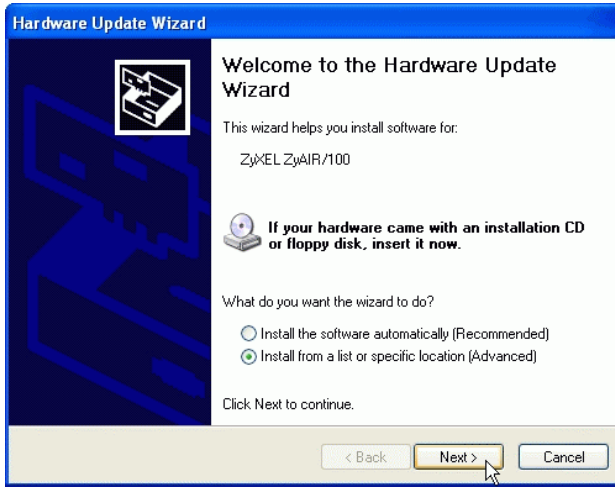 Hardware Update Wizard
Welcome to the Hardware Update
Wizard
This wizard helps you install software for:
ZyXEL ZyAIR/100
If your hardware came with an installation CD
or floppy disk, insert it now.
What do you want the wizard to do?
Install the software automatically (Recommended)
Install from a list or specific location (Advanced)
Click Next to continue.
< Back
Next >
Cancel